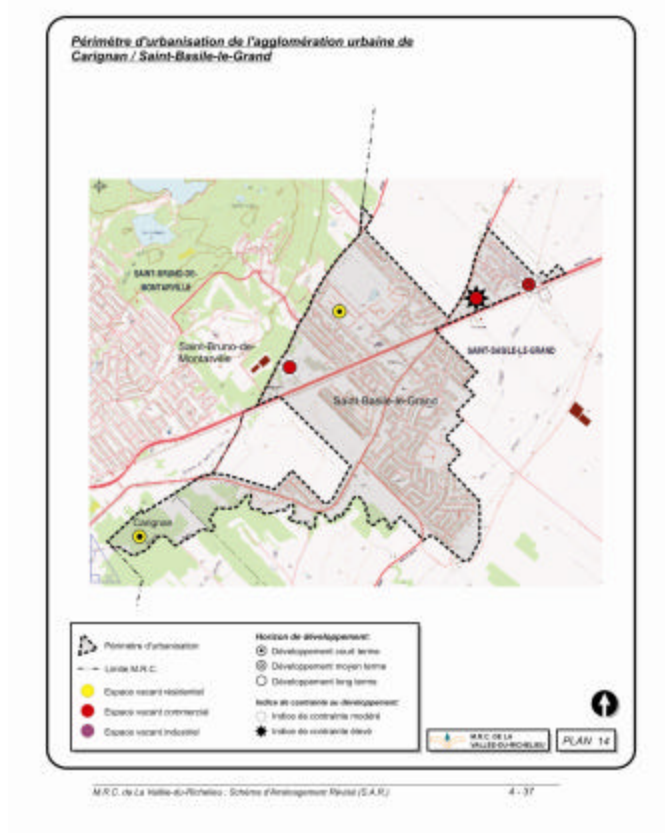 Périmètre d'urbanisation de l'agglomération urbaine de
Carignan / Saint-Basile-le-Grand
SAINT-BRUNO-DE-
MONTARVILLE
Saint-Bruno-de-
Montarville
SAINT-BASILE-LE-GRAND
Saint-Basile-le-Grand
Carignan
Périmètre d'urbanisation
Limite M.R.C.
Espace vacant résidentiel
Espace vacant commercial
Espace vacant industriel
Horizon de développement:
Développement court terme
Développement moyen terme
Développement long terme
Indice de contrainte au développement:
Indice de contrainte modéré
Indice de contrainte élevé
M.R.C. DE LA
VALLÉE-DU-RICHELIEU
PLAN 14
M.R.C. de La Vallée-du-Richelieu : Schéma d'Aménagement Révisé (S.A.R.)
4 - 37